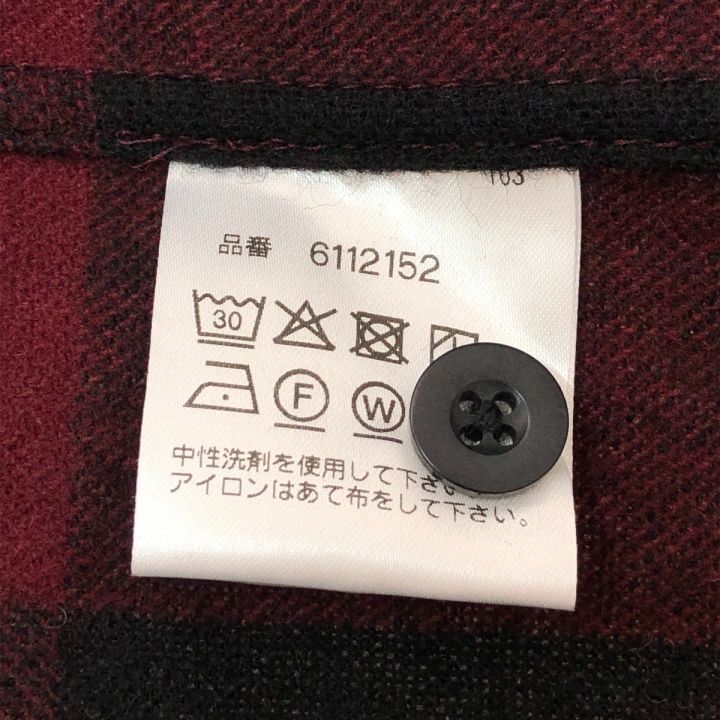 103
品番 6112152
30
F W
中性洗剤を使用して下さい
アイロンはあて布をして下さい。